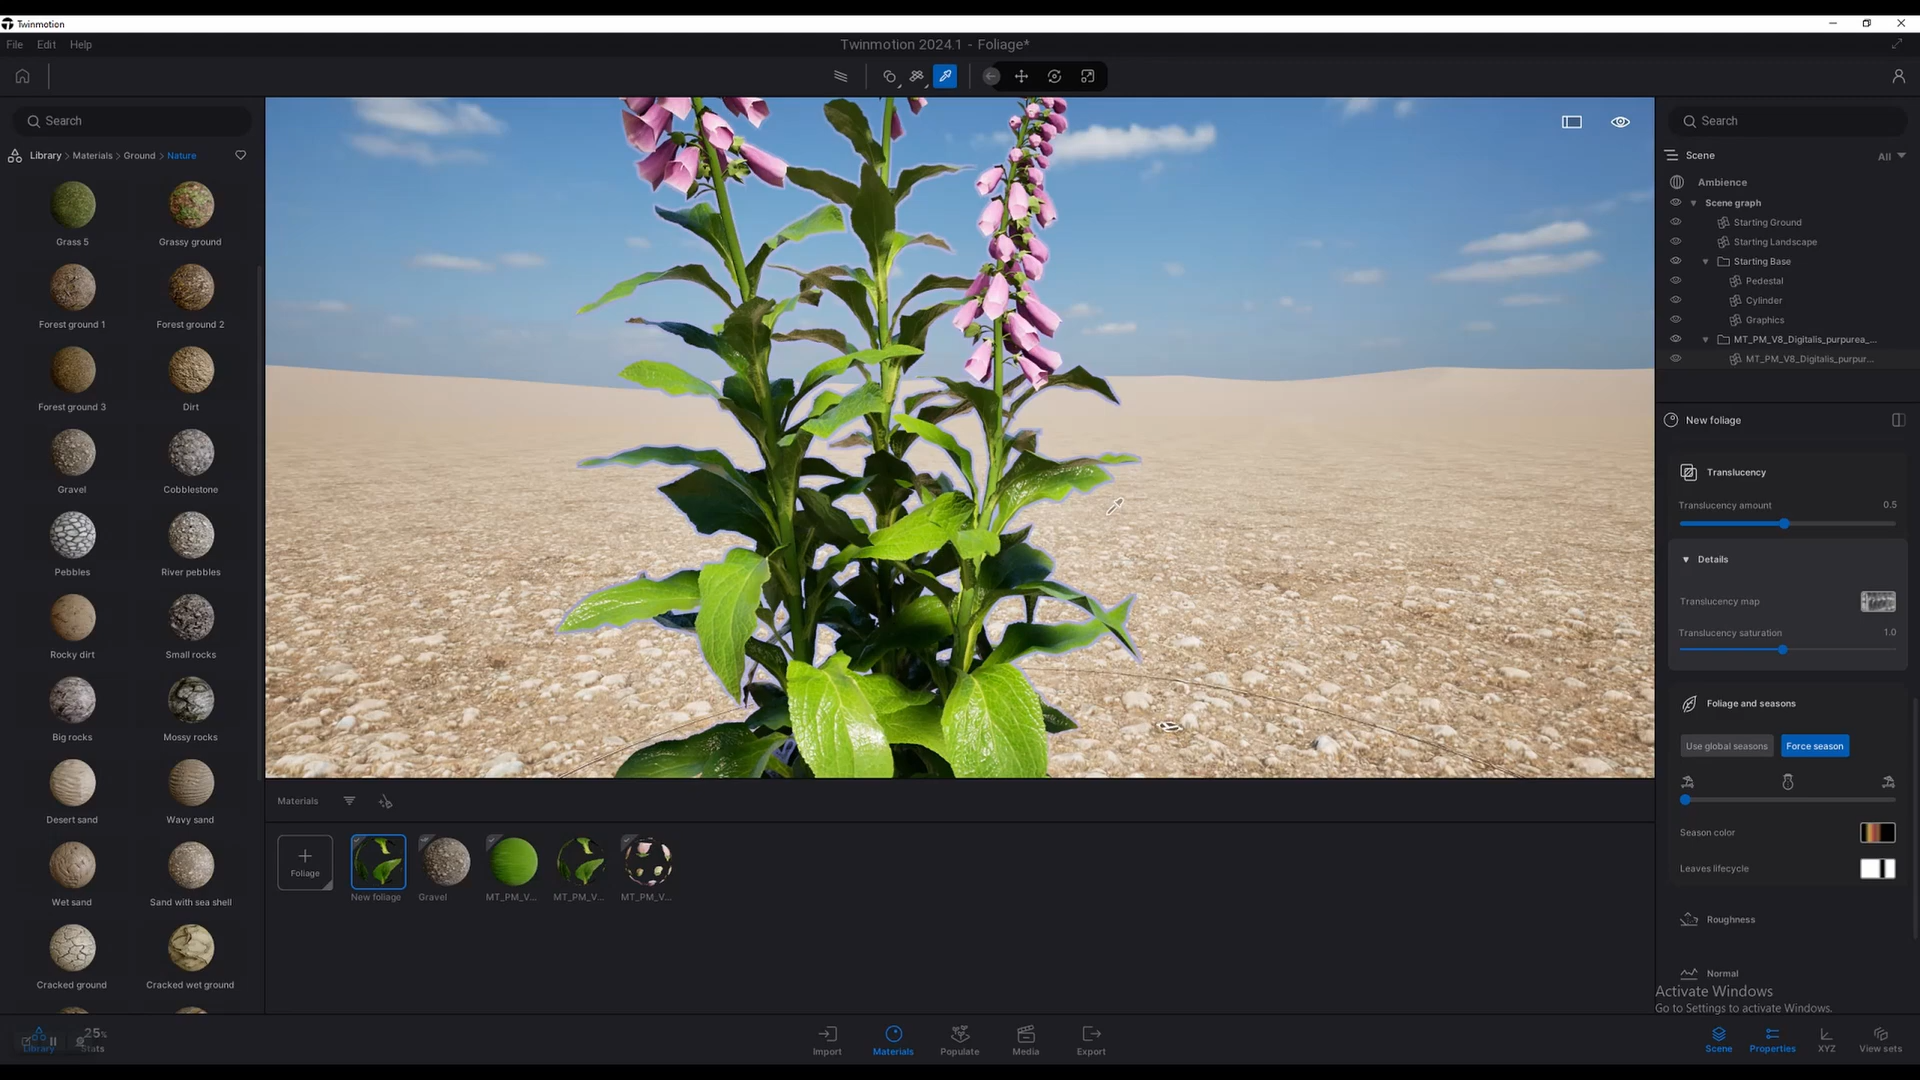 Twinmotion
File Edit Help
Twinmotion 2024.1 - Foliage*
Search
Library > Materials > Ground > Nature
Grass 5
Grassy ground
Forest ground 1
Forest ground 2
Forest ground 3
Dirt
Gravel
Cobblestone
Pebbles
River pebbles
Rocky dirt
Small rocks
Big rocks
Mossy rocks
Desert sand
Wavy sand
Wet sand
Sand with sea shell
Cracked ground
Cracked wet ground
Library
25%
Stats
Materials
Foliage
New foliage
Gravel
MT_PM_V...
MT_PM_V...
MT_PM_V...
Import
Materials
Populate
Media
Export
Search
Scene
All
Ambience
Scene graph
Starting Ground
Starting Landscape
Starting Base
Pedestal
Cylinder
Graphics
MT_PM_V8_Digitalis_purpurea_...
MT_PM_V8_Digitalis_purpur...
New foliage
Translucency
Translucency amount 0.5
Details
Translucency map
Translucency saturation 1.0
Foliage and seasons
Use global seasons Force season
Season color
Leaves lifecycle
Roughness
Normal
Activate Windows
Go to Settings to activate Windows.
Scene
Properties
XYZ
View sets